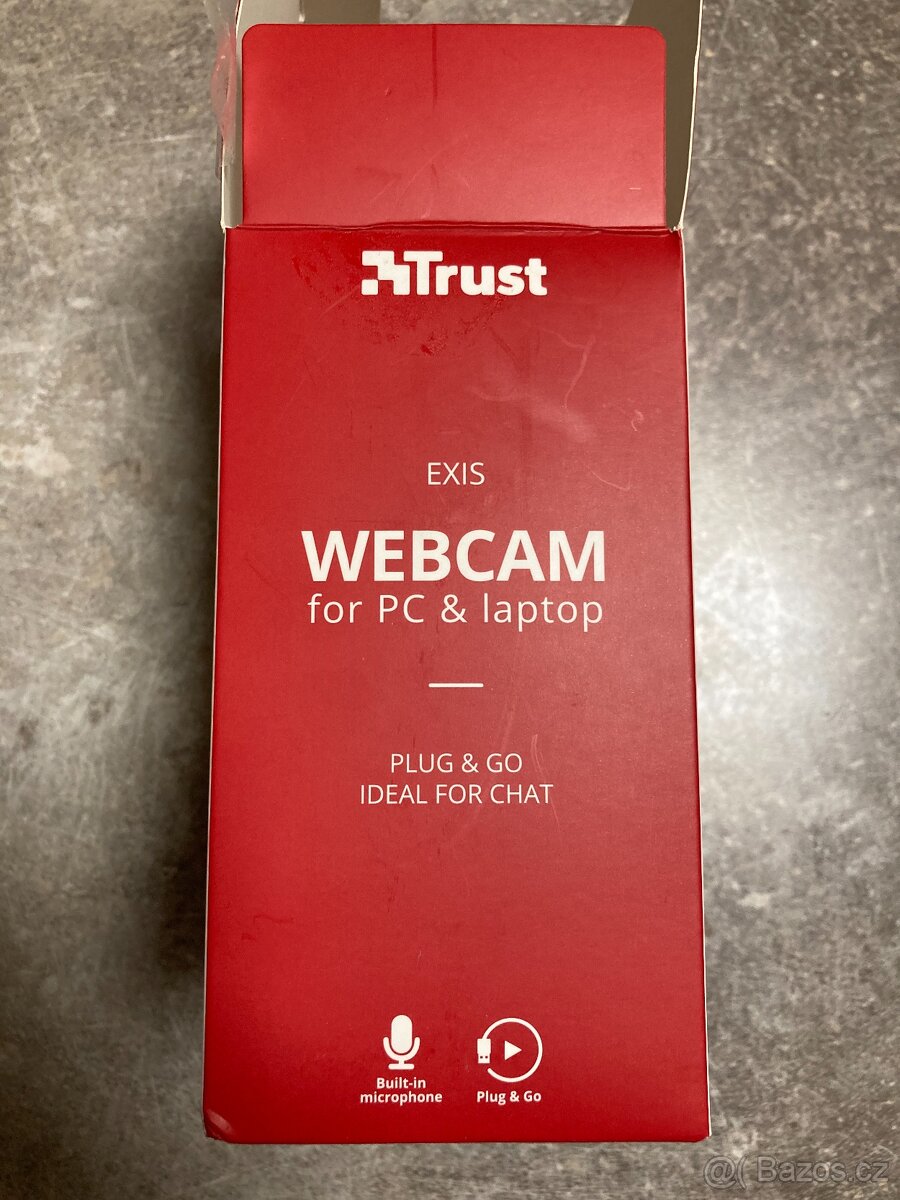 Trust
EXIS
WEBCAM
for PC & laptop
PLUG & GO
IDEAL FOR CHAT
Built-in
microphone
Plug & Go
@( Bazos.cz